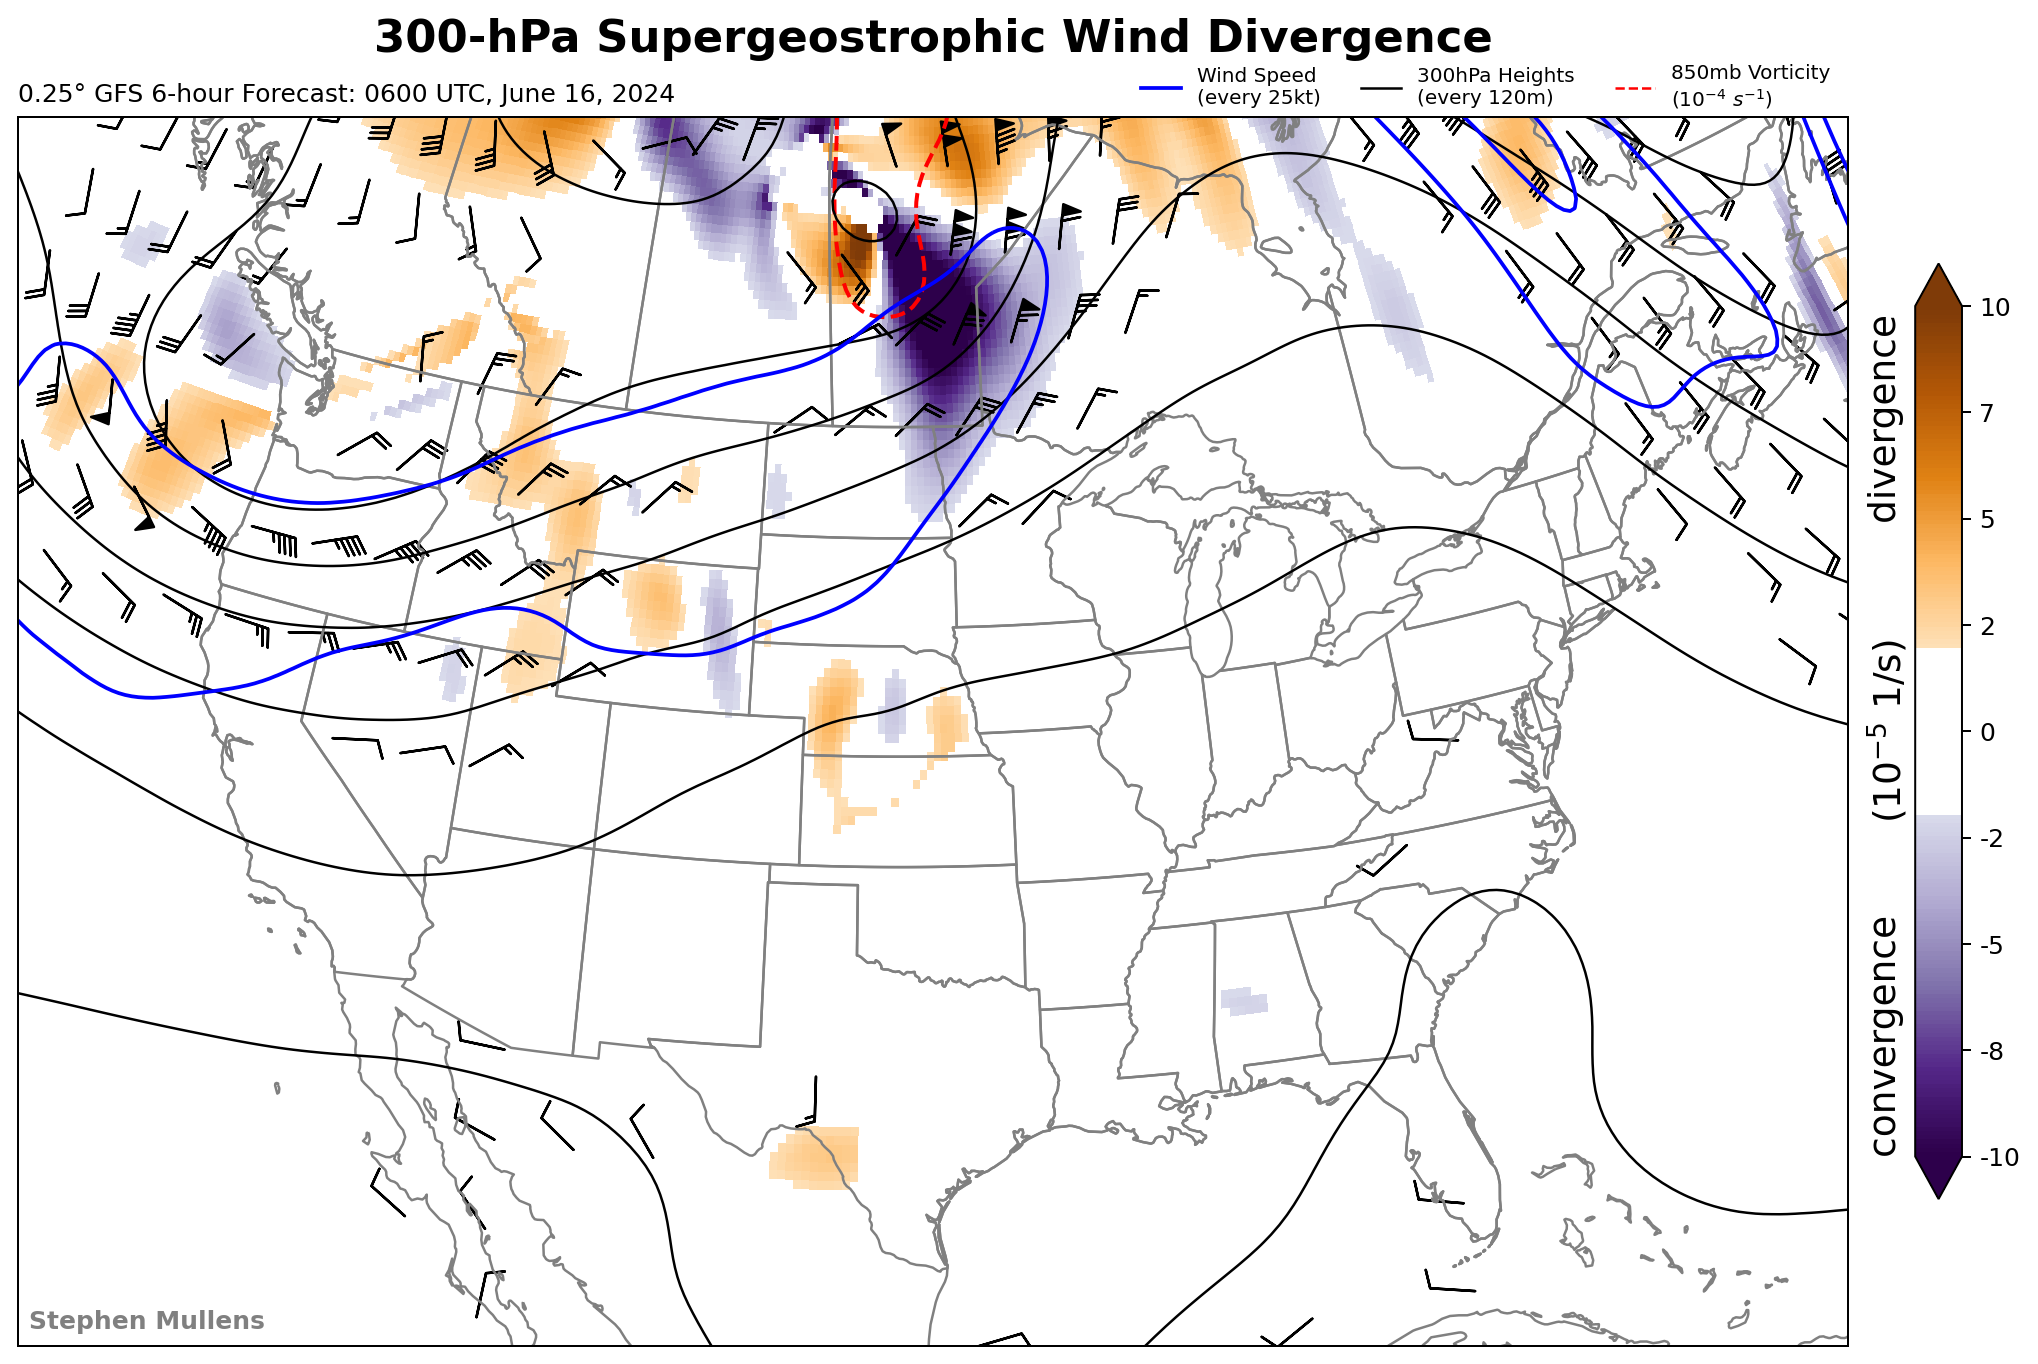 300-hPa Supergeostrophic Wind Divergence
0.25° GFS 6-hour Forecast: 0600 UTC, June 16, 2024
Wind Speed
(every 25kt)
300hPa Heights
(every 120m)
850mb Vorticity
(10⁻⁴ s⁻¹)
10
7
5
2
0
-2
-5
-8
-10
convergence (10⁻⁵ 1/s) divergence
Stephen Mullens